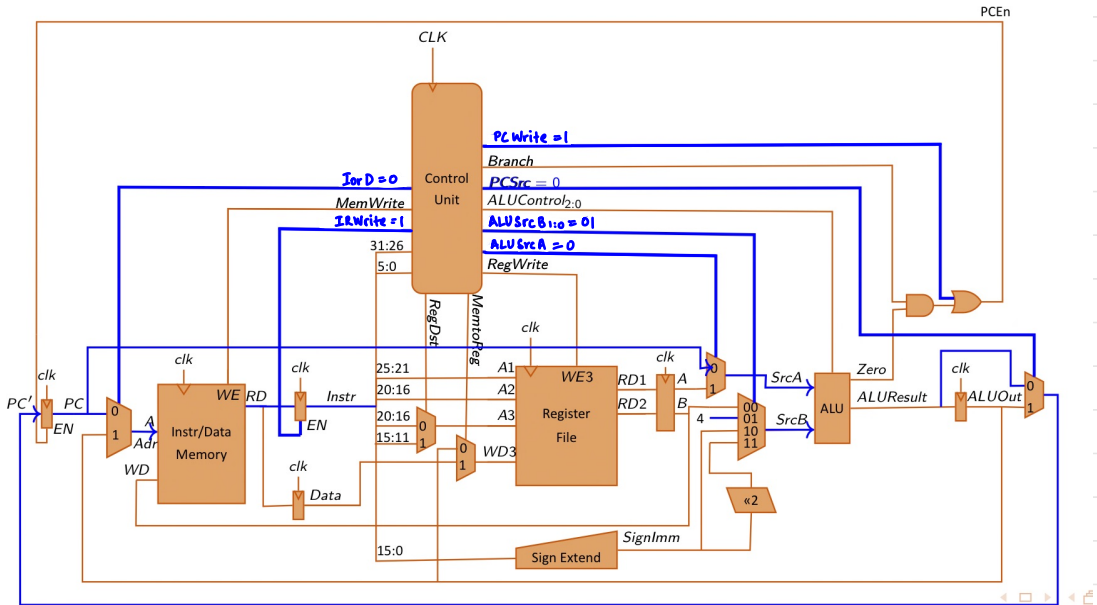 PCEn
CLK
PCWrite = 1
Branch
IorD = 0
Control
Unit
PCSrc = 0
MemWrite
ALUControl2:0
IRWrite = 1
ALUSrcB1:0 = 01
31:26
ALUSrcA = 0
5:0
RegWrite
RegDst
MemtoReg
clk
clk
clk
clk
clk
PC′
PC
EN
0
1
A
Adr
WE
RD
Instr/Data
Memory
WD
Instr
EN
25:21
20:16
20:16
15:11
0
1
0
1
A1
A2
A3
WD3
WE3
Register
File
RD1
RD2
A
B
0
1
4
00
01
10
11
SrcA
SrcB
ALU
Zero
ALUResult
ALUOut
0
1
clk
Data
«2
SignImm
15:0
Sign Extend